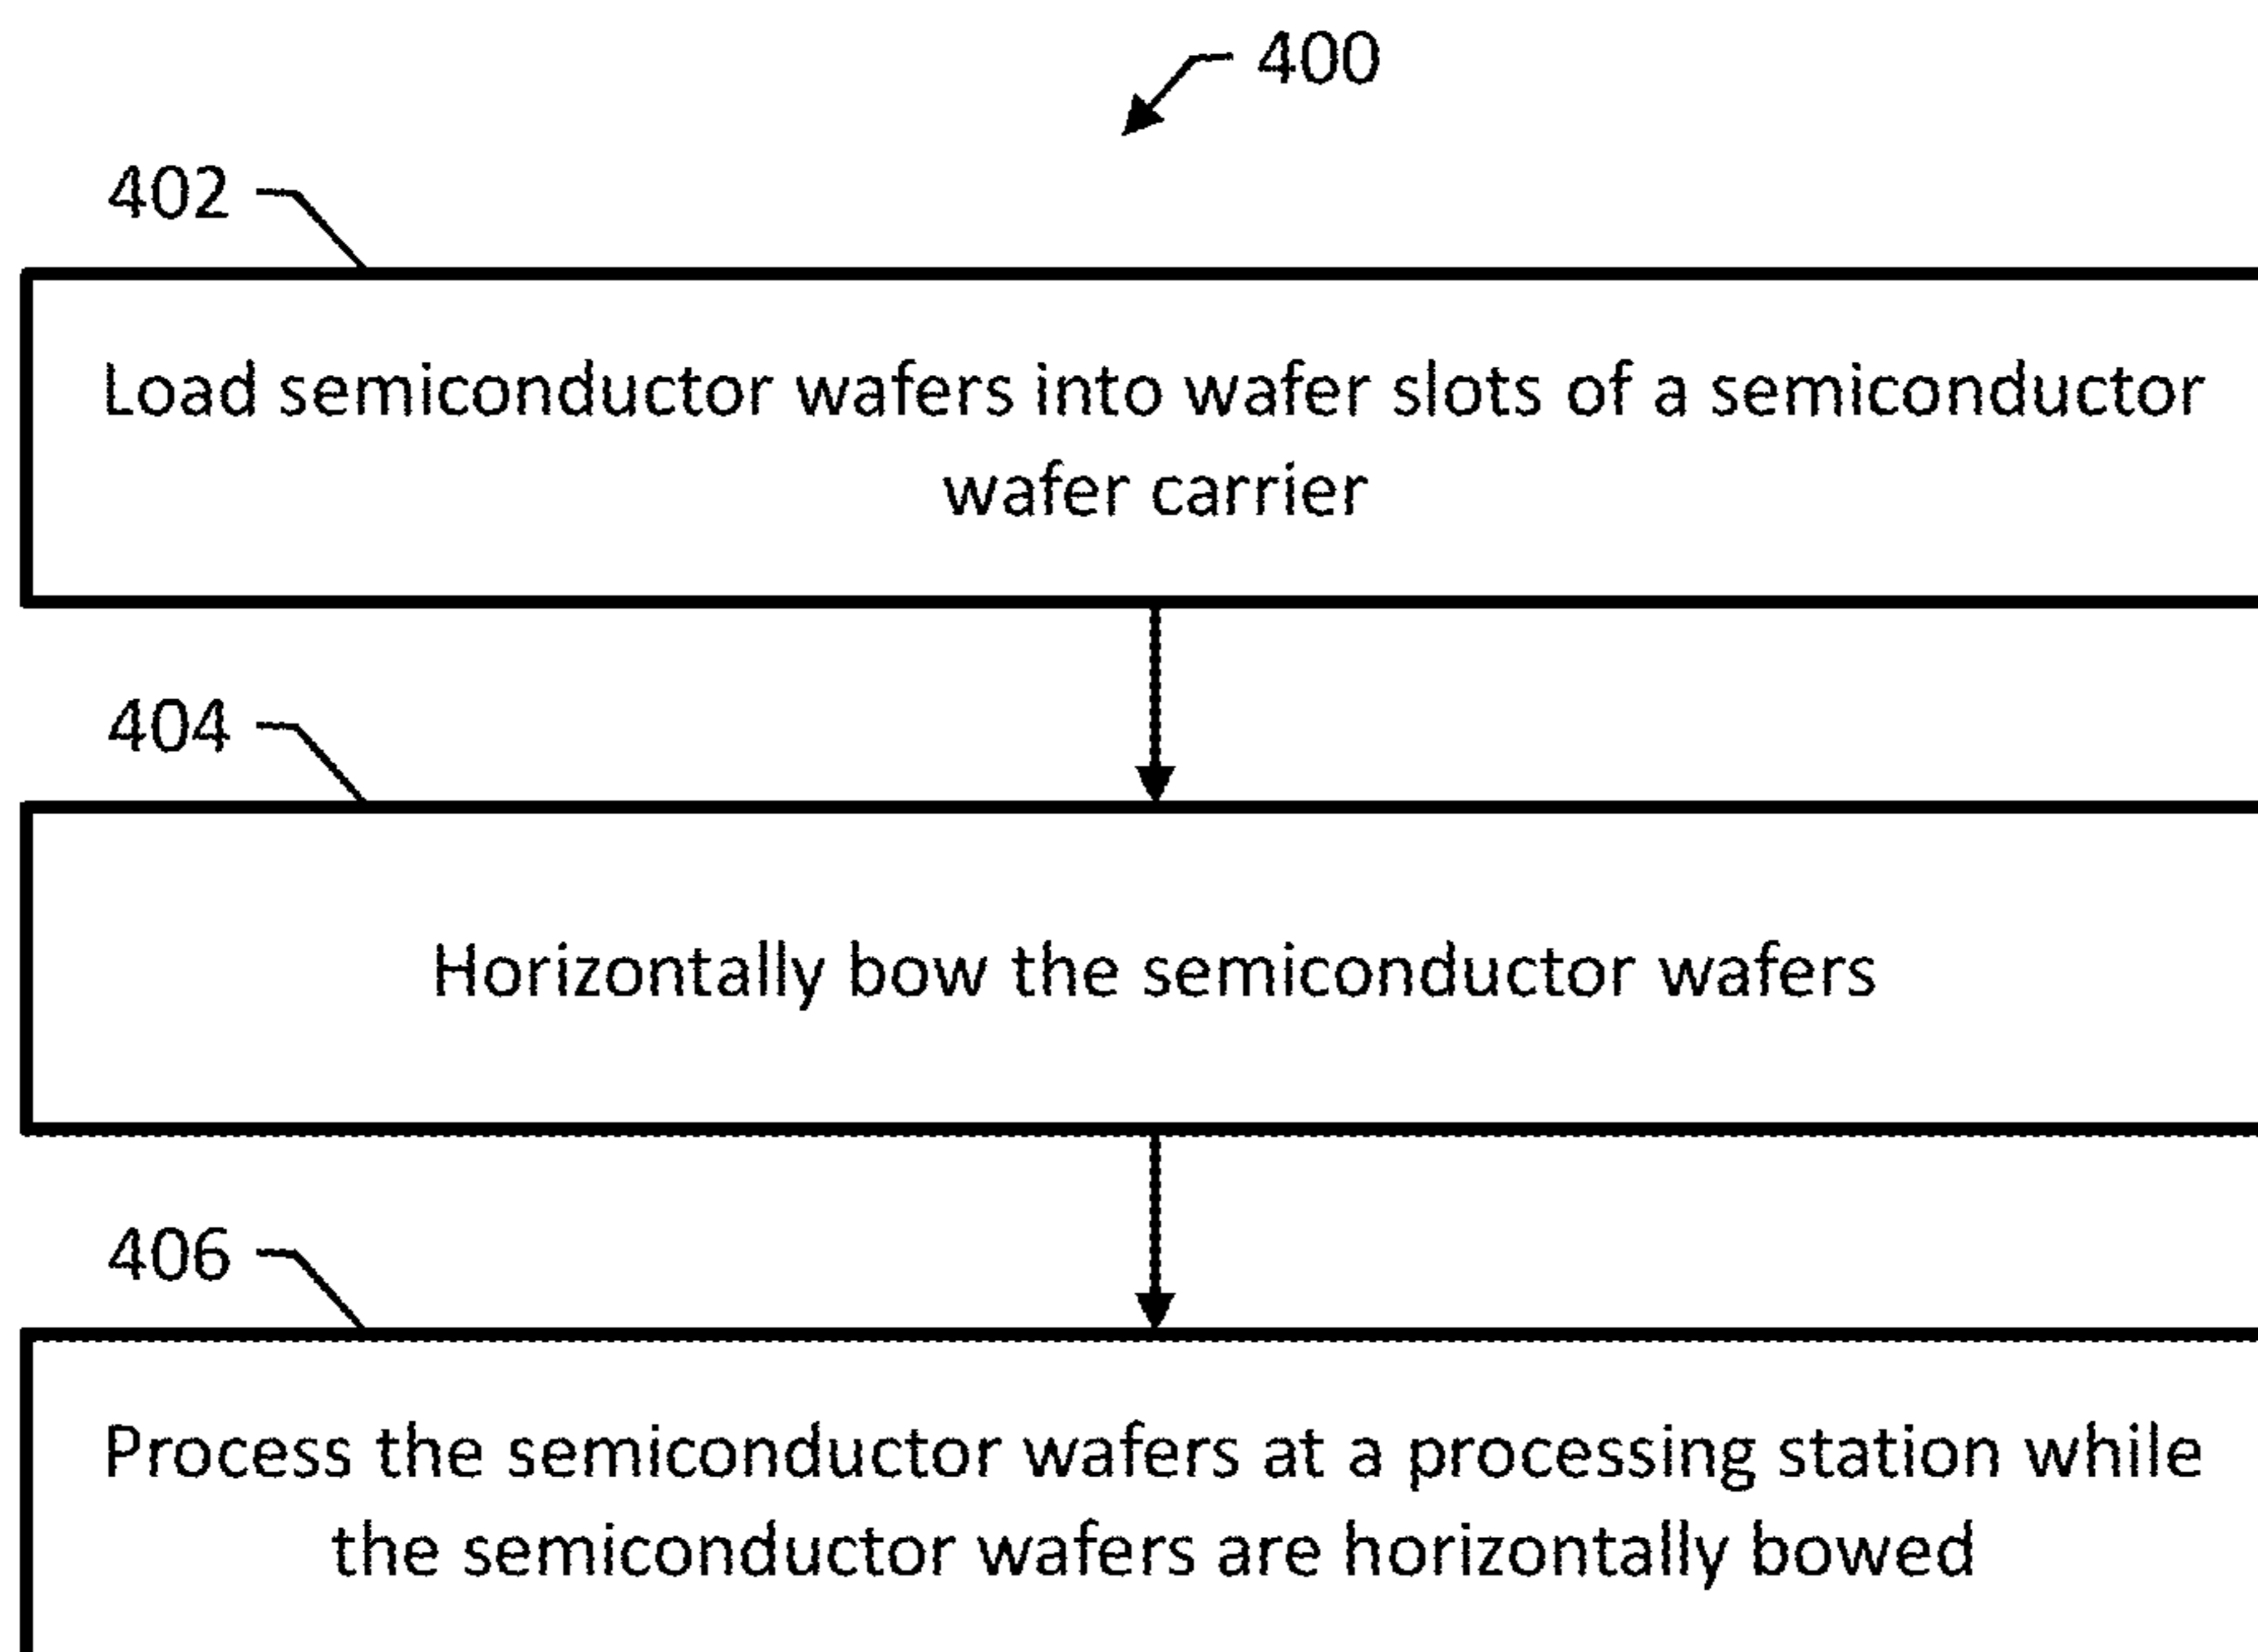 400
402
Load semiconductor wafers into wafer slots of a semiconductor
wafer carrier
404
Horizontally bow the semiconductor wafers
406
Process the semiconductor wafers at a processing station while
the semiconductor wafers are horizontally bowed